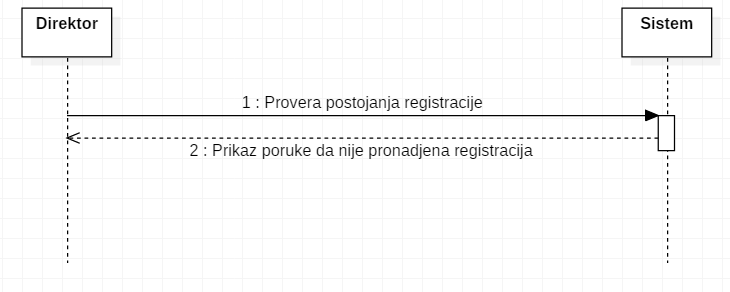 Direktor
Sistem
1 : Provera postojanja registracije
2 : Prikaz poruke da nije pronadjena registracija